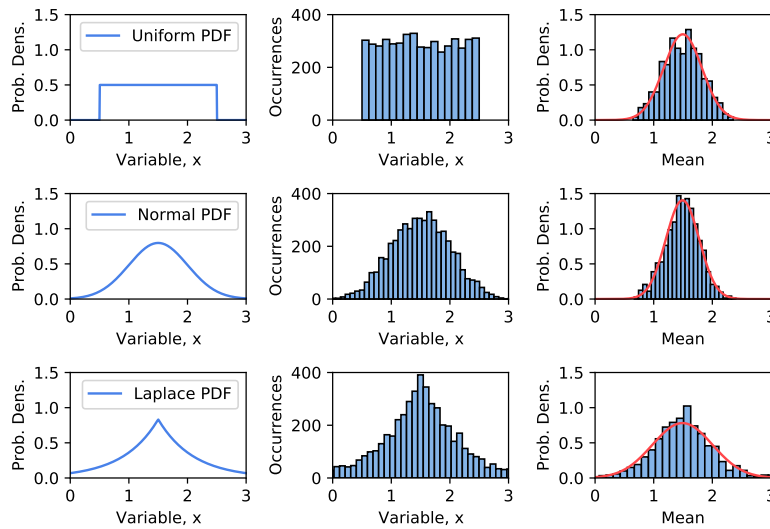 Prob. Dens.
1.5
1.0
0.5
0.0
Uniform PDF
0 1 2 3
Variable, x
Occurrences
400
200
0
0 1 2 3
Variable, x
Prob. Dens.
1.5
1.0
0.5
0.0
0 1 2 3
Mean
Prob. Dens.
1.5
1.0
0.5
0.0
Normal PDF
0 1 2 3
Variable, x
Occurrences
400
200
0
0 1 2 3
Variable, x
Prob. Dens.
1.5
1.0
0.5
0.0
0 1 2 3
Mean
Prob. Dens.
1.5
1.0
0.5
0.0
Laplace PDF
0 1 2 3
Variable, x
Occurrences
400
200
0
0 1 2 3
Variable, x
Prob. Dens.
1.5
1.0
0.5
0.0
0 1 2 3
Mean